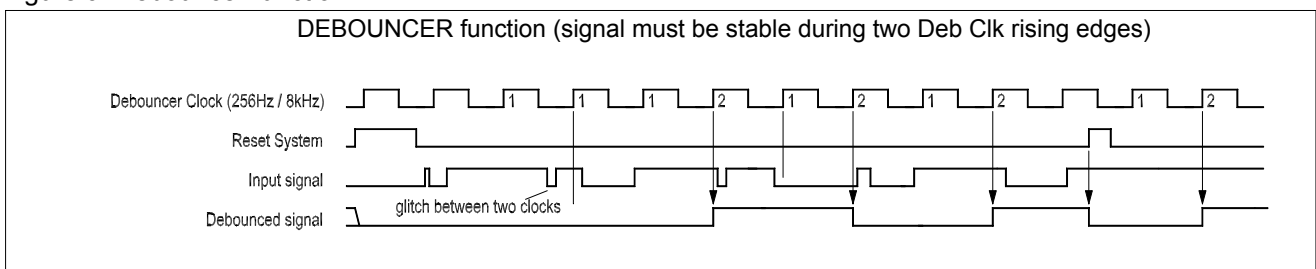 DEBOUNCER function (signal must be stable during two Deb Clk rising edges)
Debouncer Clock (256Hz / 8kHz)
1 1 1 2 1 2 1 2 1 2
Reset System
Input signal
glitch between two clocks
Debounced signal